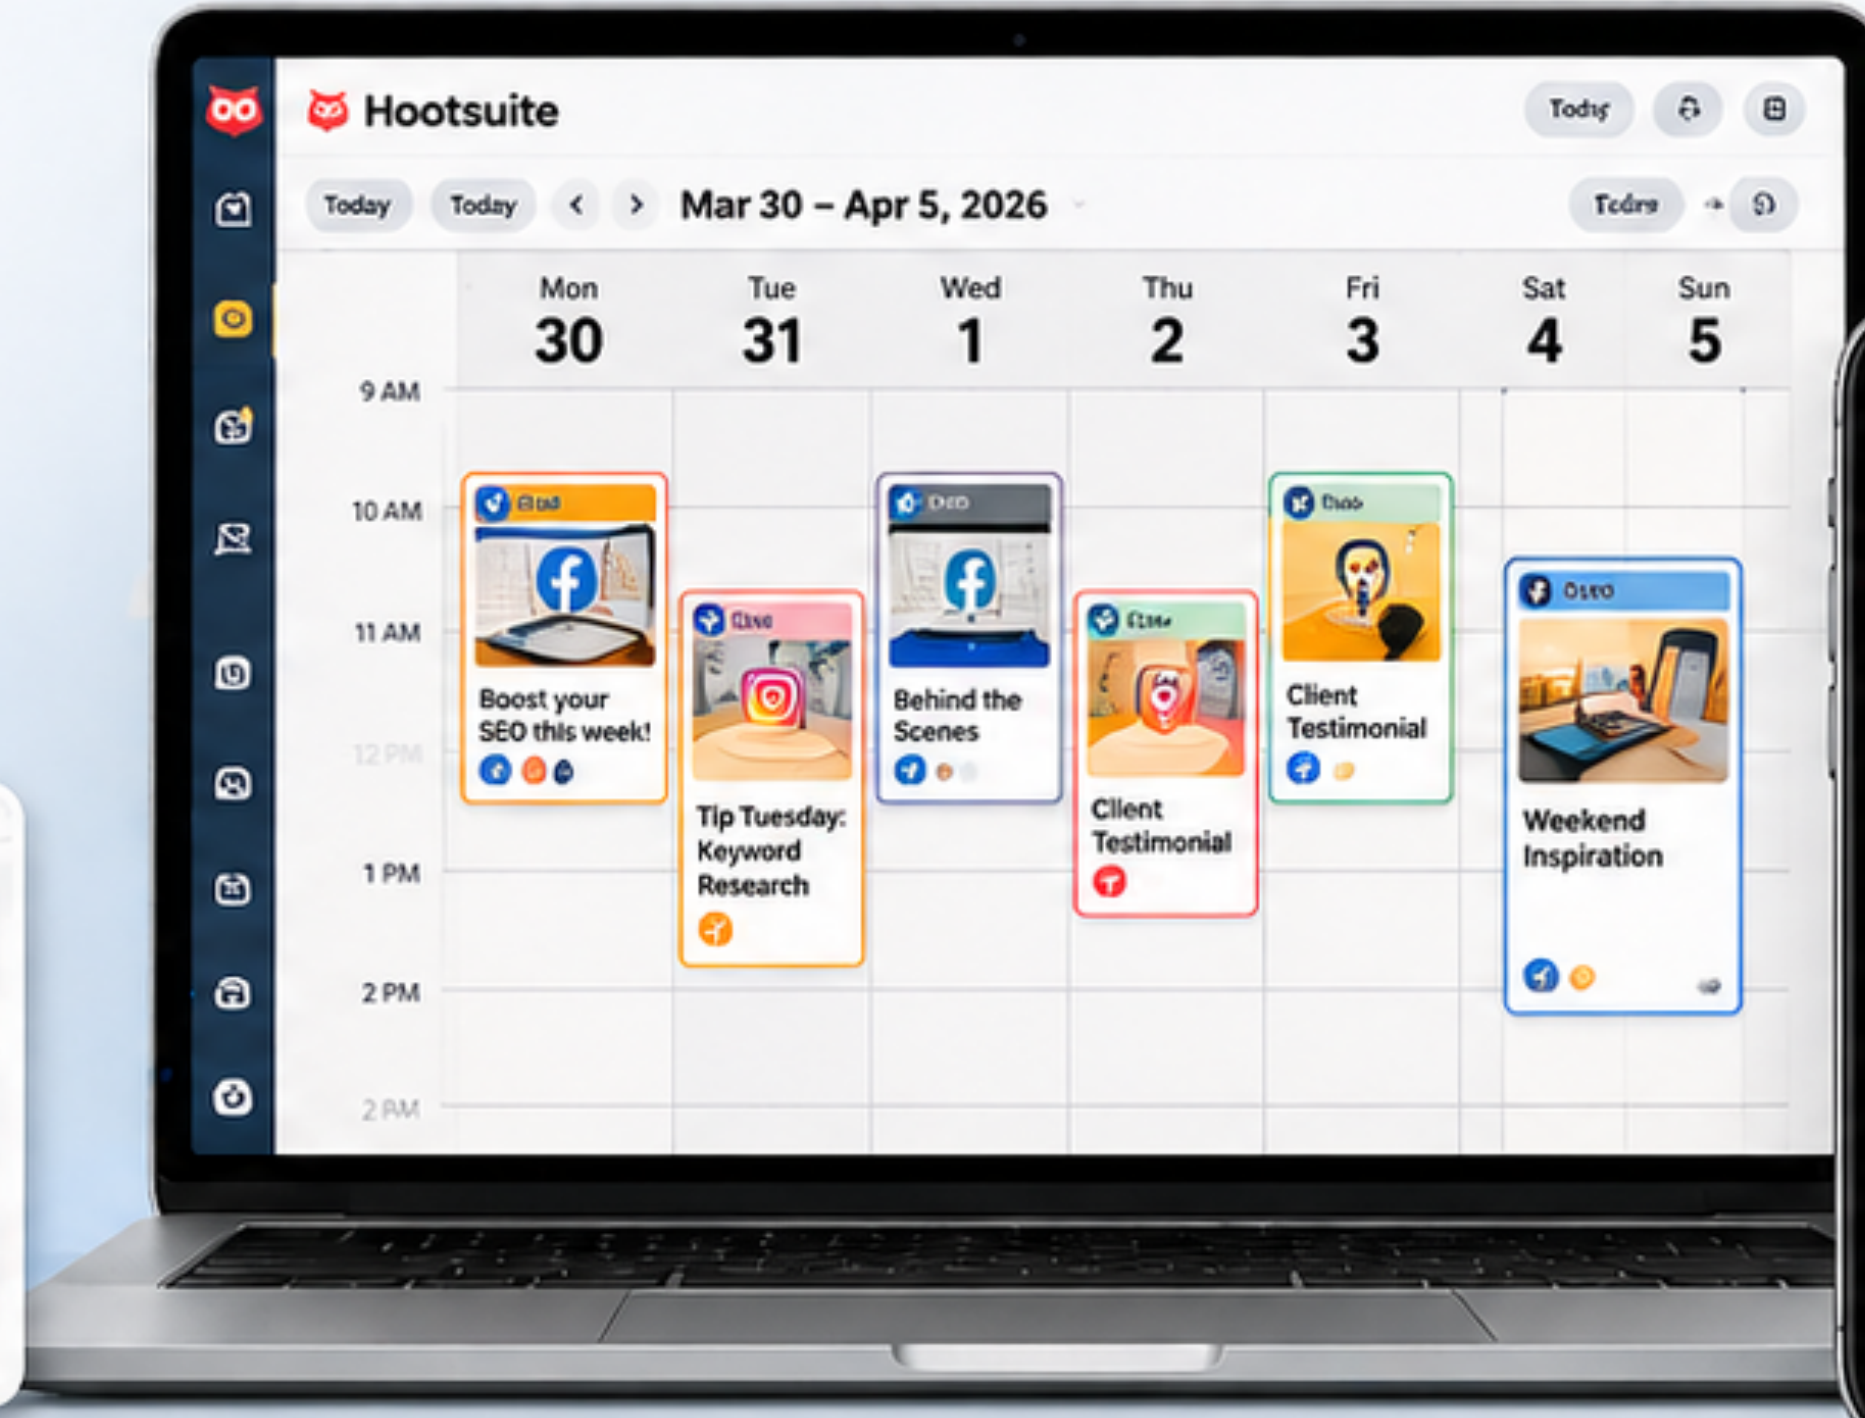 Hootsuite
Today
Today
Mar 30 – Apr 5, 2026
Mon
30
Tue
31
Wed
1
Thu
2
Fri
3
Sat
4
Sun
5
9 AM
10 AM
11 AM
12 PM
1 PM
2 PM
Boost your
SEO this week!
Tip Tuesday:
Keyword
Research
Behind the
Scenes
Client
Testimonial
Client
Testimonial
Weekend
Inspiration